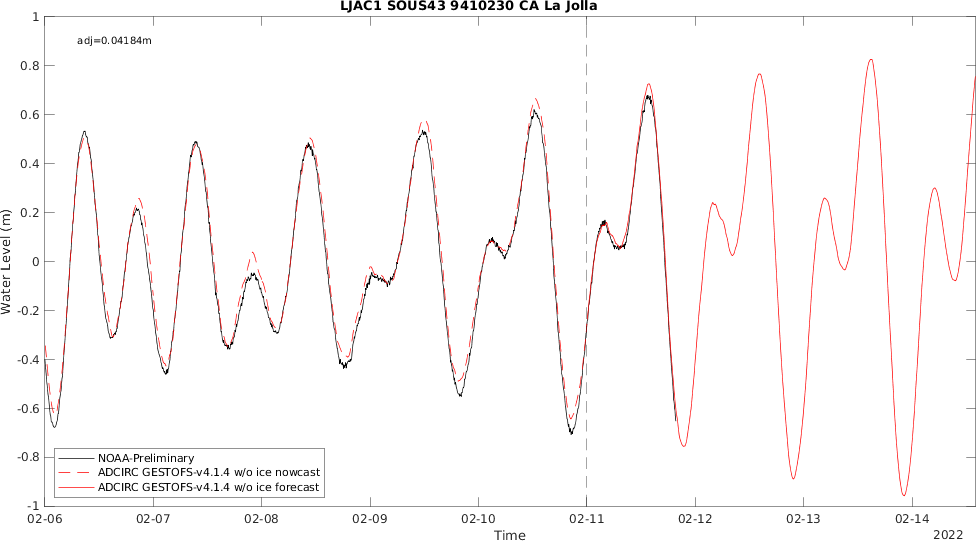 LJAC1 SOUS43 9410230 CA La Jolla
adj=0.04184m
1
0.8
0.6
0.4
0.2
0
-0.2
-0.4
-0.6
-0.8
-1
Water Level (m)
NOAA-Preliminary
ADCIRC GESTOFS-v4.1.4 w/o ice nowcast
ADCIRC GESTOFS-v4.1.4 w/o ice forecast
02-06 02-07 02-08 02-09 02-10 02-11 02-12 02-13 02-14
Time
2022